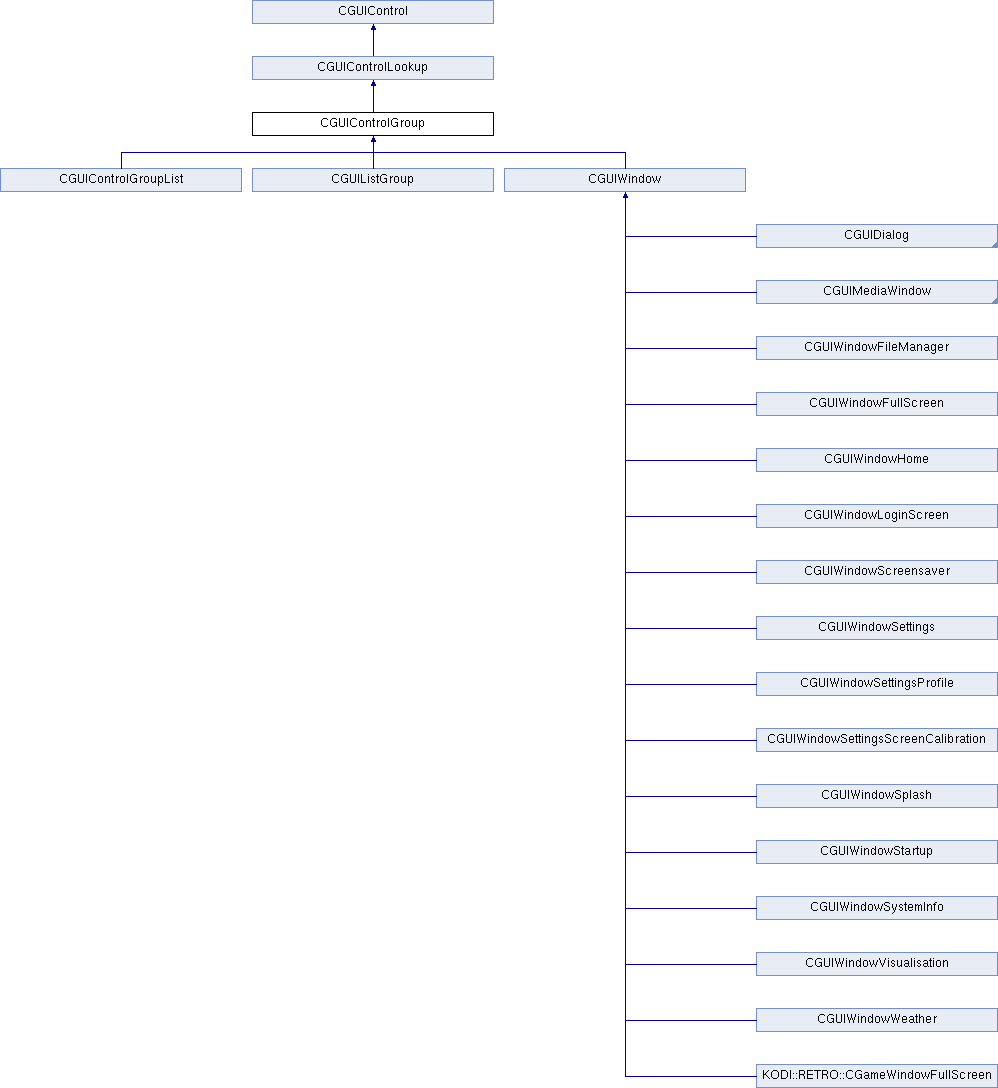 CGUIControl
CGUIControlLookup
CGUIControlGroup
CGUIControlGroupList
CGUIListGroup
CGUIWindow
CGUIDialog
CGUIMediaWindow
CGUIWindowFileManager
CGUIWindowFullScreen
CGUIWindowHome
CGUIWindowLoginScreen
CGUIWindowScreensaver
CGUIWindowSettings
CGUIWindowSettingsProfile
CGUIWindowSettingsScreenCalibration
CGUIWindowSplash
CGUIWindowStartup
CGUIWindowSystemInfo
CGUIWindowVisualisation
CGUIWindowWeather
KODI::RETRO::CGameWindowFullScreen